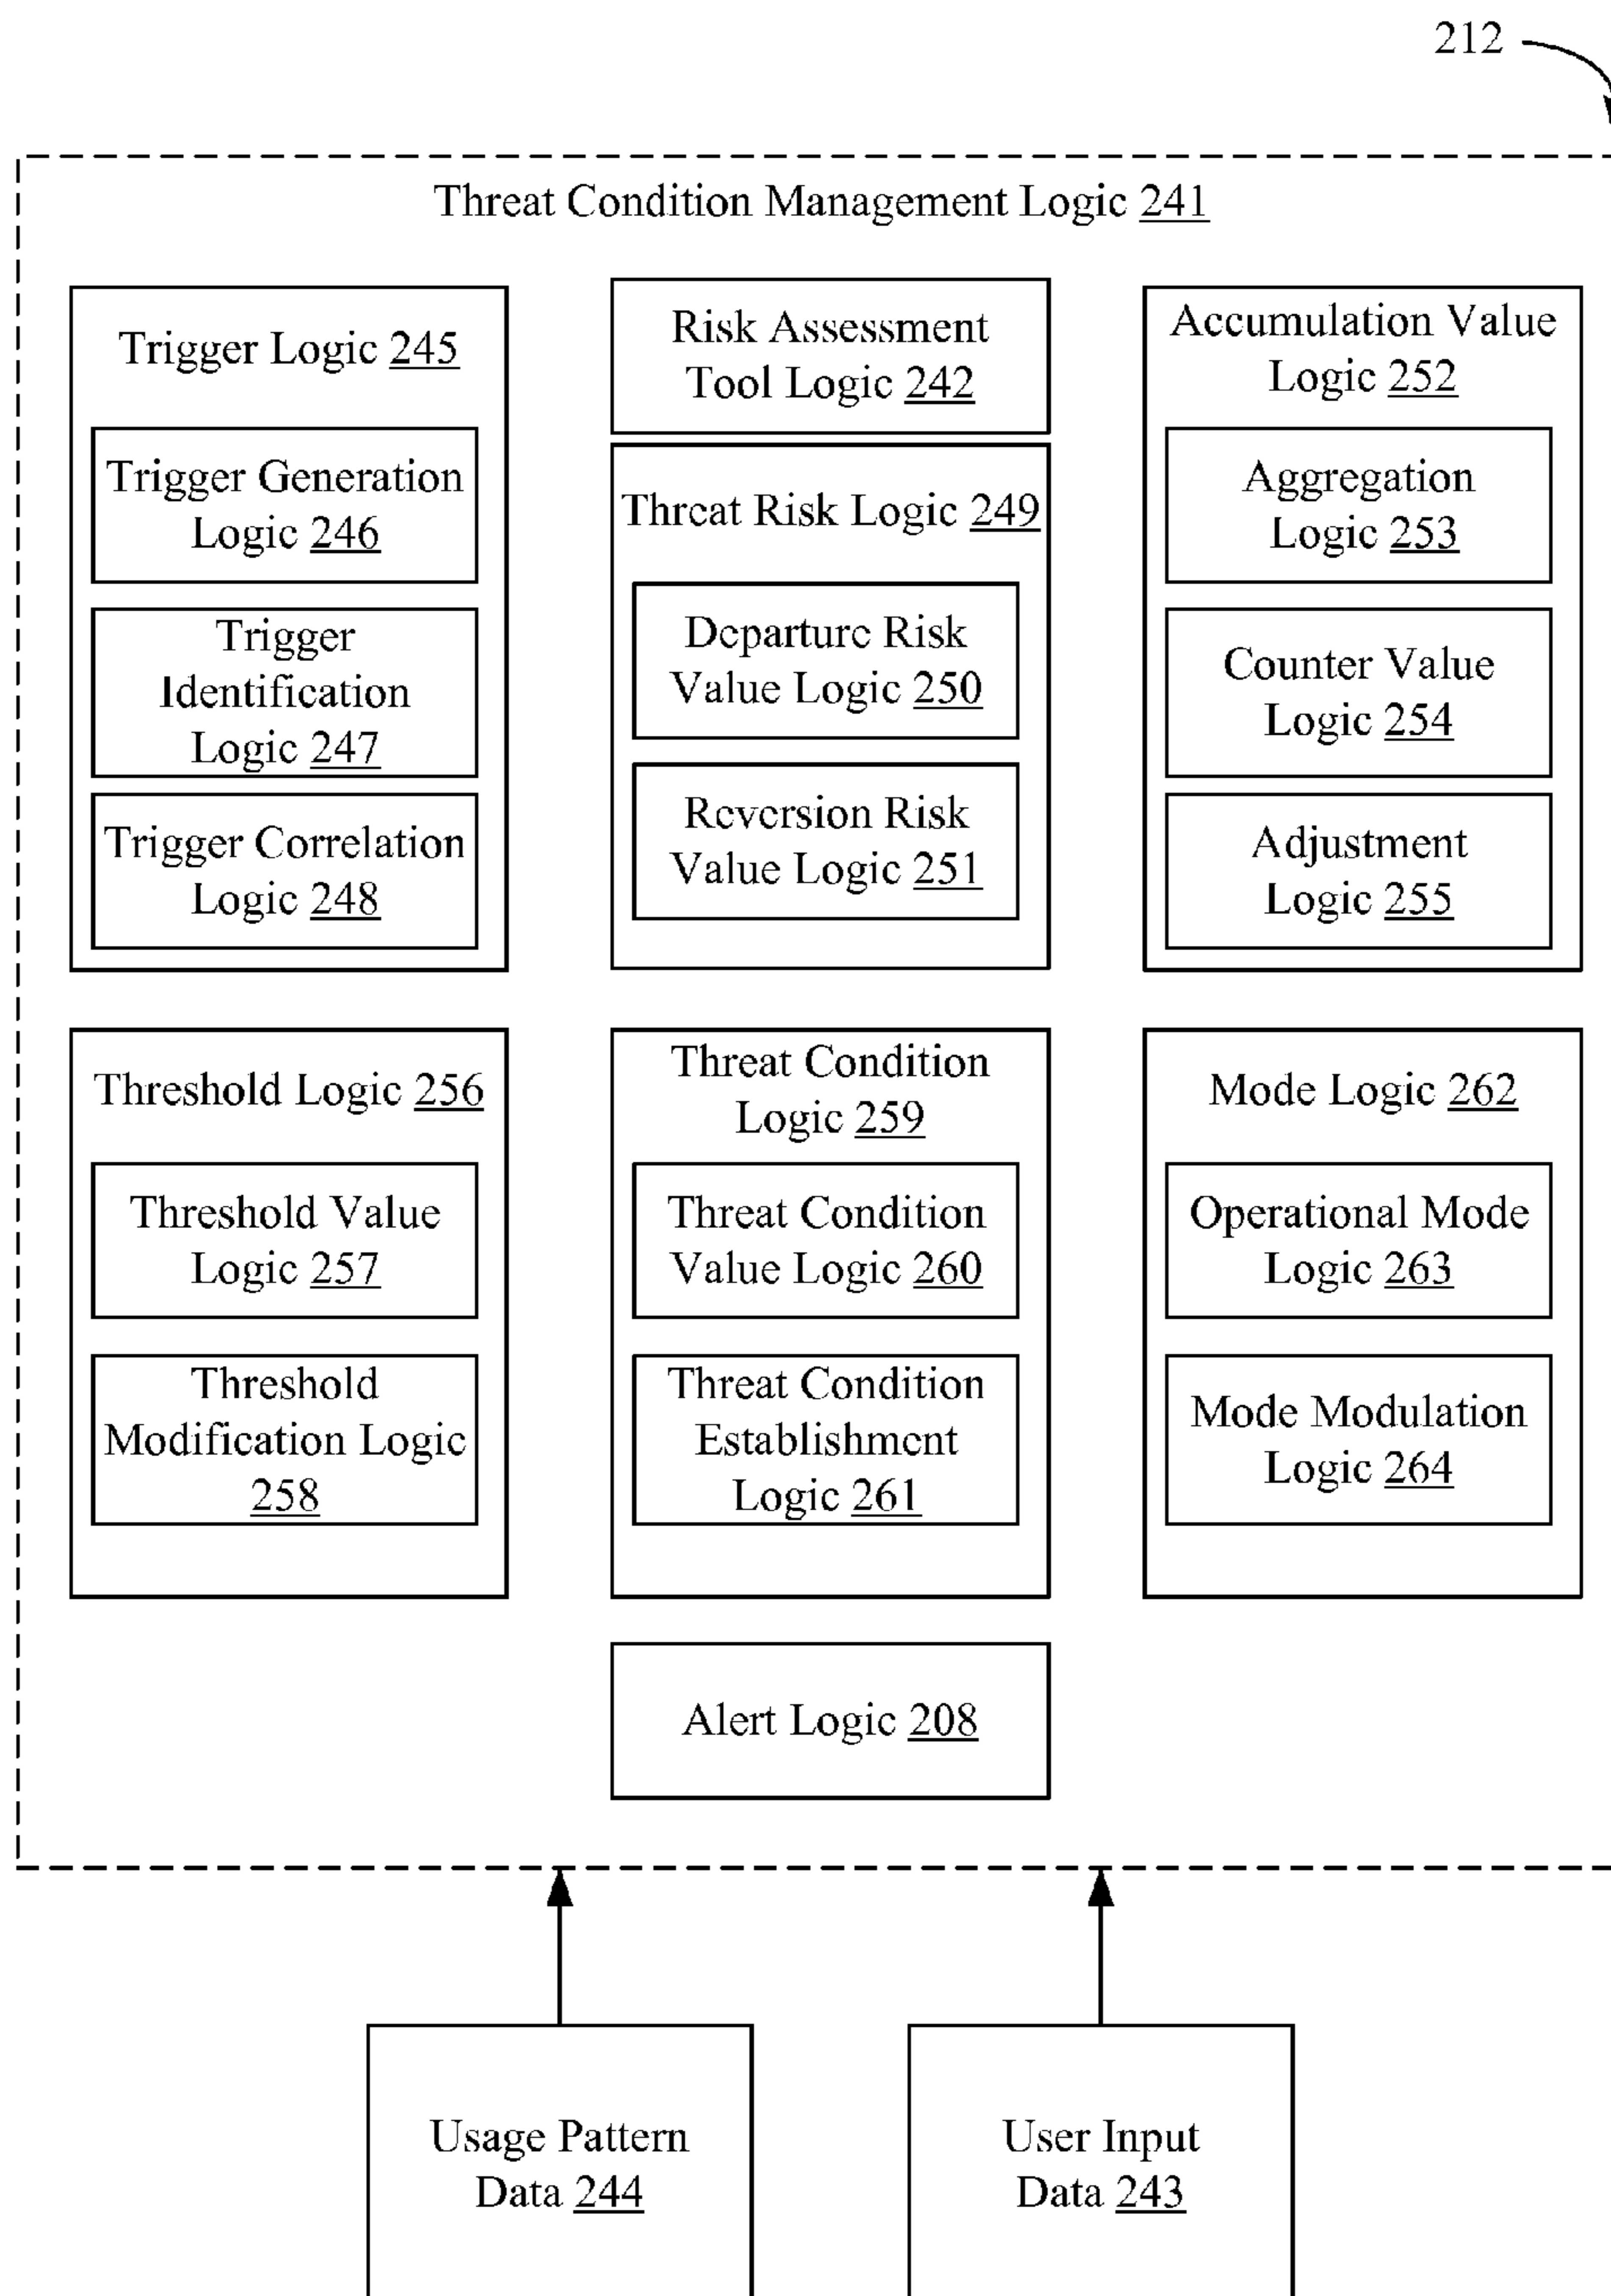 212
Threat Condition Management Logic 241
Trigger Logic 245
Trigger Generation
Logic 246
Trigger
Identification
Logic 247
Trigger Correlation
Logic 248
Risk Assessment
Tool Logic 242
Threat Risk Logic 249
Departure Risk
Value Logic 250
Reversion Risk
Value Logic 251
Accumulation Value
Logic 252
Aggregation
Logic 253
Counter Value
Logic 254
Adjustment
Logic 255
Threshold Logic 256
Threshold Value
Logic 257
Threshold
Modification Logic
258
Threat Condition
Logic 259
Threat Condition
Value Logic 260
Threat Condition
Establishment
Logic 261
Mode Logic 262
Operational Mode
Logic 263
Mode Modulation
Logic 264
Alert Logic 208
Usage Pattern
Data 244
User Input
Data 243